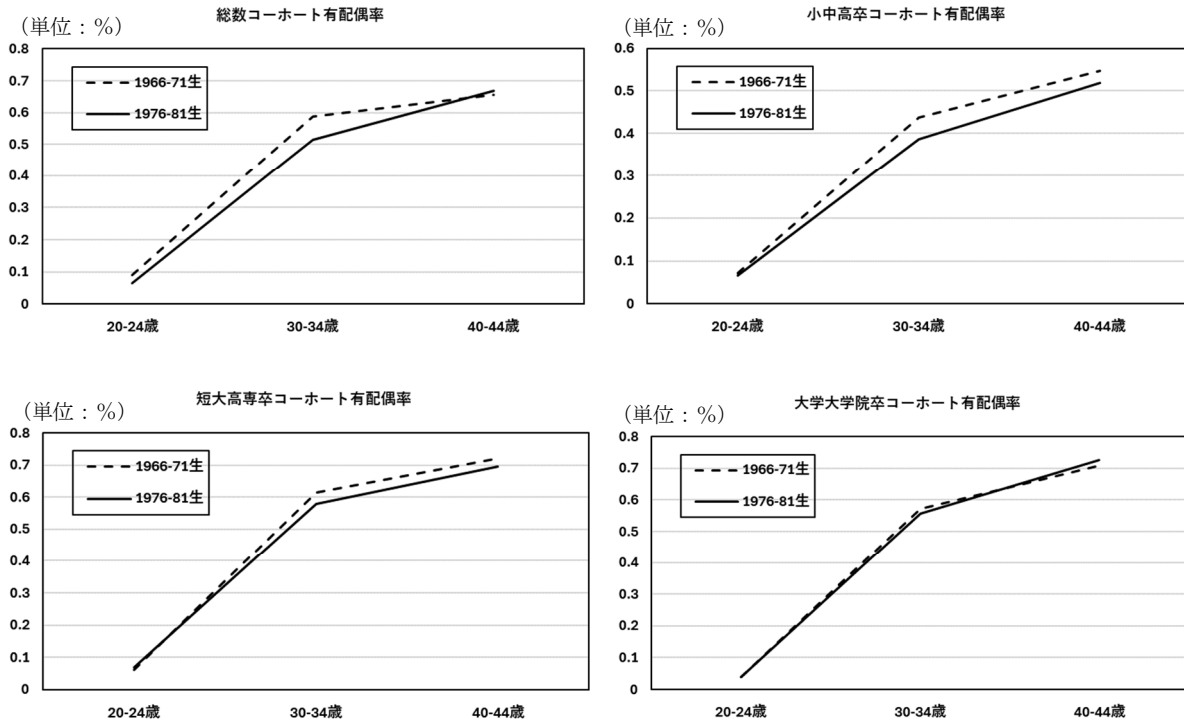 総数コーホート有配偶率
（単位：%）
0.8
0.7
0.6
0.5
0.4
0.3
0.2
0.1
0
1966-71生
1976-81生
20-24歳 30-34歳 40-44歳
小中高卒コーホート有配偶率
（単位：%）
0.6
0.5
0.4
0.3
0.2
0.1
0
1966-71生
1976-81生
20-24歳 30-34歳 40-44歳
短大高専卒コーホート有配偶率
（単位：%）
0.8
0.7
0.6
0.5
0.4
0.3
0.2
0.1
0
1966-71生
1976-81生
20-24歳 30-34歳 40-44歳
大学大学院卒コーホート有配偶率
（単位：%）
0.8
0.7
0.6
0.5
0.4
0.3
0.2
0.1
0
1966-71生
1976-81生
20-24歳 30-34歳 40-44歳